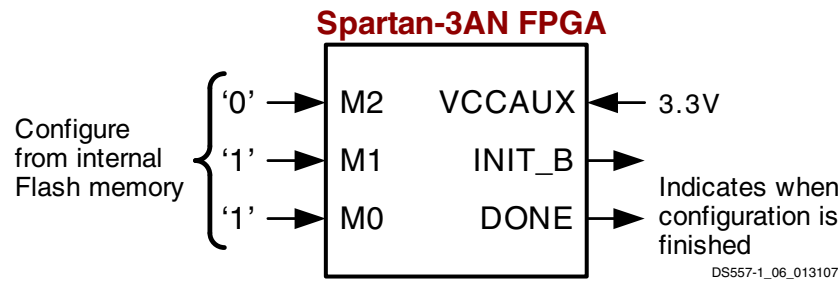 Spartan-3AN FPGA
Configure
from internal
Flash memory
‘0’ M2 VCCAUX 3.3V
‘1’ M1 INIT_B
‘1’ M0 DONE
Indicates when
configuration is
finished
DS557-1_06_013107